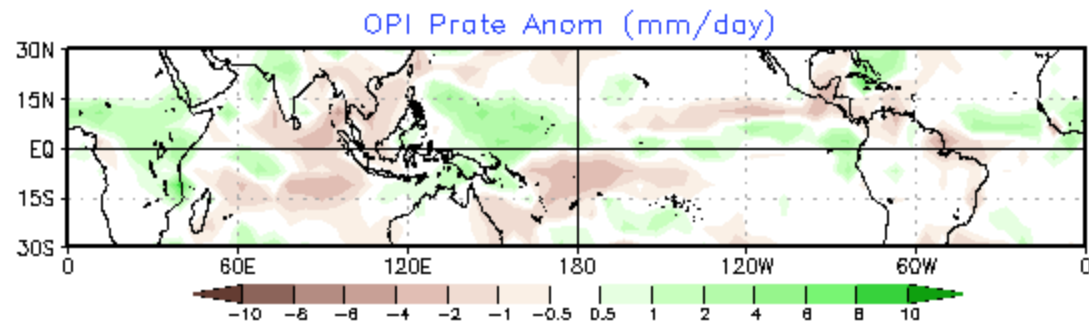 OPI Prate Anom (mm/day)
30N
15N
EQ
15S
30S
0 60E 120E 180 120W 60W 0
-10 -8 -6 -4 -2 -1 -0.5 0.5 1 2 4 6 8 10